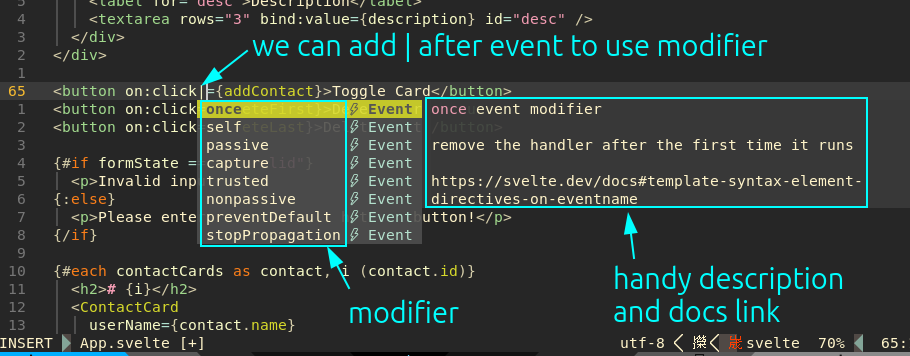 5 <label for="desc">Description</label>
4 <textarea rows="3" bind:value={description} id="desc" />
3 </div>
2 </div>
we can add | after event to use modifier
1
65 <button on:click|={addContact}>Toggle Card</button>
1 <button on:click
2 <button on:click
3
4 {#if formState =
5 <p>Invalid inpu
6 {:else}
7 <p>Please ente button!</p>
8 {/if}
9
once Event
self Event
passive Event
capture Event
trusted Event
nonpassive Event
preventDefault Event
stopPropagation Event
once event modifier
remove the handler after the first time it runs
https://svelte.dev/docs#template-syntax-element-
directives-on-eventname
10 {#each contactCards as contact, i (contact.id)}
11 <h2># {i}</h2>
12 <ContactCard
13 userName={contact.name}
modifier
handy description
and docs link
INSERT App.svelte [+] utf-8 svelte 70% 65: